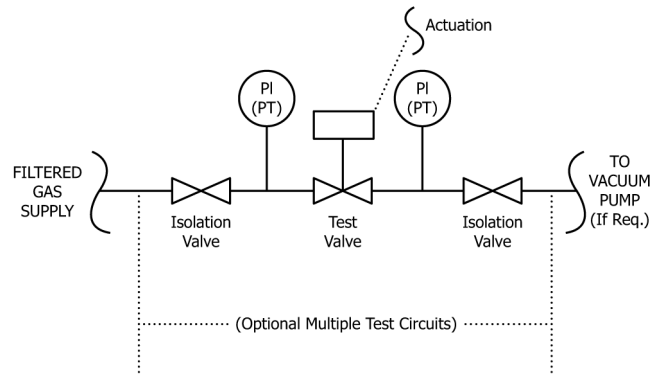 Actuation
PI
(PT)
PI
(PT)
FILTERED
GAS
SUPPLY
TO
VACUUM
PUMP
(If Req.)
Isolation
Valve
Test
Valve
Isolation
Valve
(Optional Multiple Test Circuits)